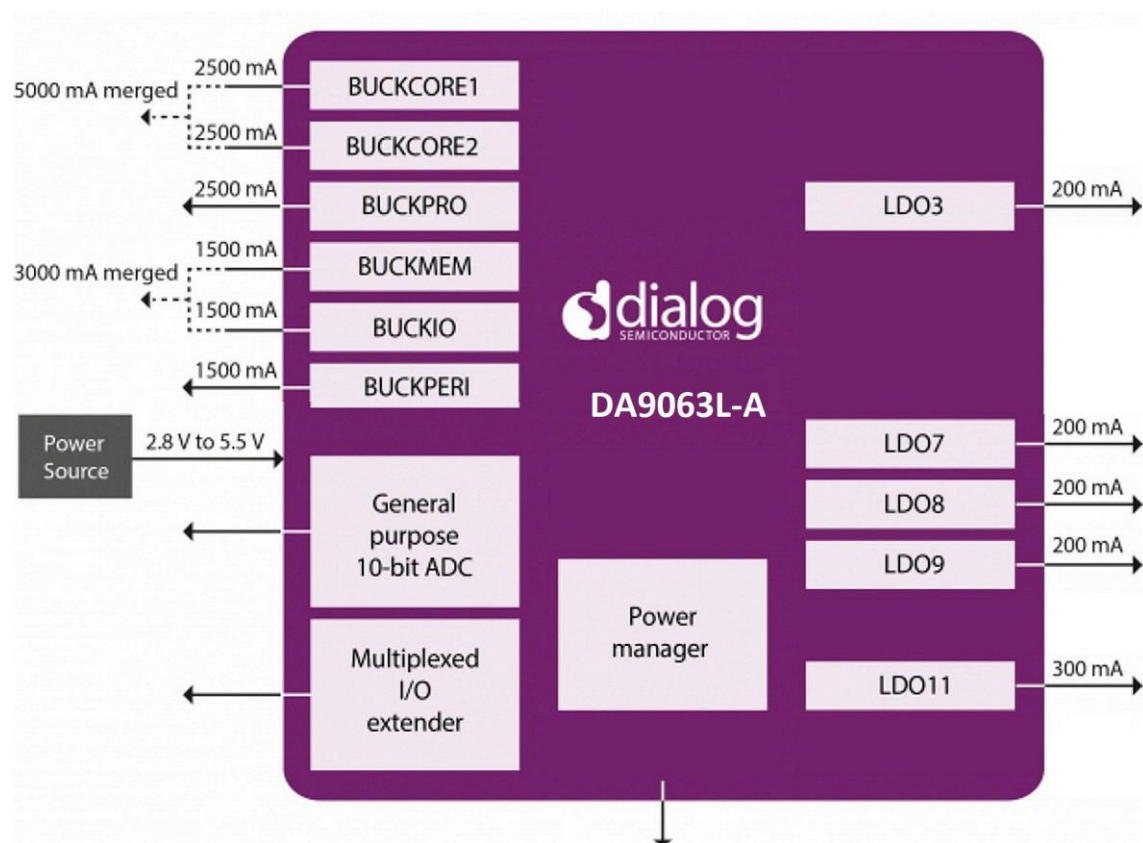 2500 mA
BUCKCORE1
5000 mA merged
2500 mA
BUCKCORE2
2500 mA
BUCKPRO
1500 mA
BUCKMEM
3000 mA merged
1500 mA
BUCKIO
1500 mA
BUCKPERI
Power
Source
2.8 V to 5.5 V
General
purpose
10-bit ADC
Multiplexed
I/O
extender
dialog
SEMICONDUCTOR
DA9063L-A
Power
manager
LDO3
200 mA
LDO7
200 mA
LDO8
200 mA
LDO9
200 mA
LDO11
300 mA